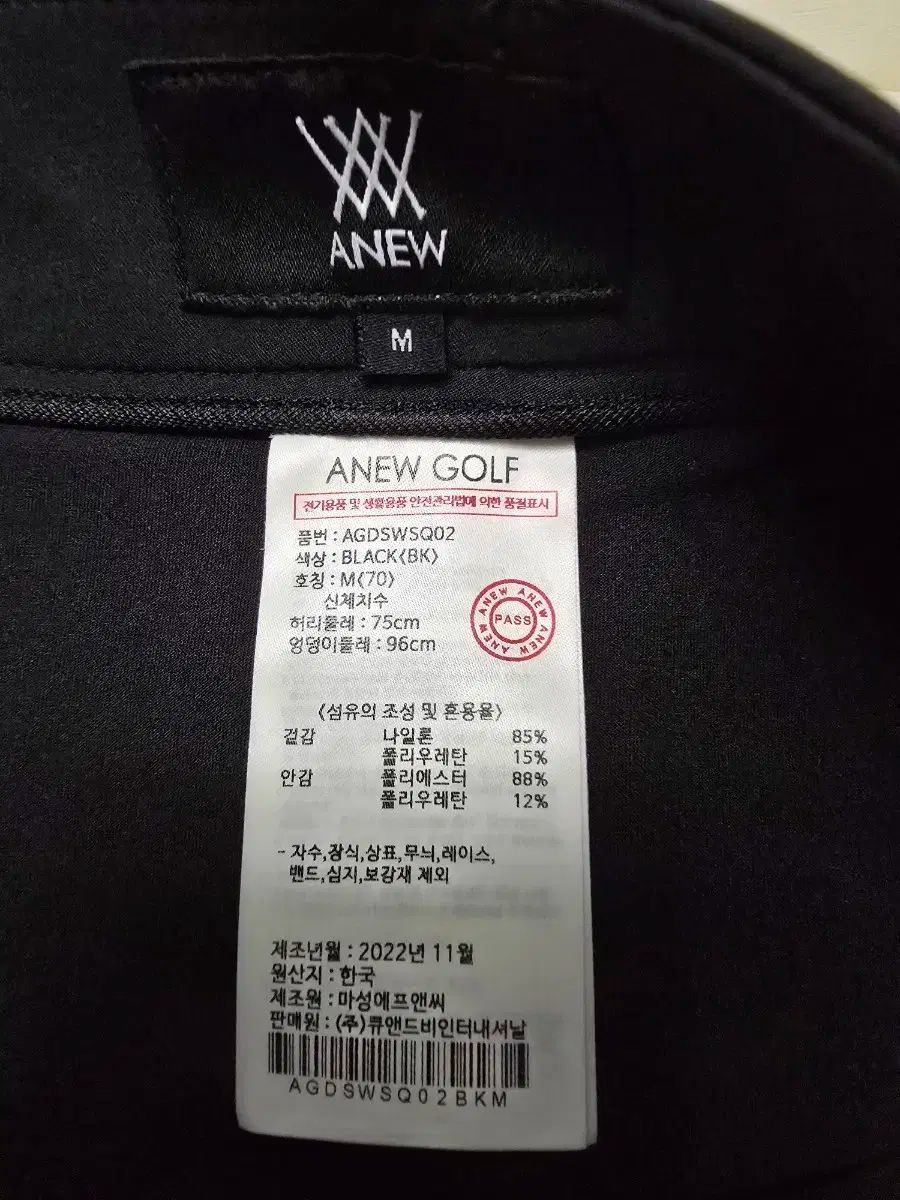 ANEW
M
ANEW GOLF
전기용품 및 생활용품 안전관리법에 의한 품질표시
품번 : AGDSWSQ02
색상 : BLACK(BK)
호칭 : M(70)
신체치수
허리둘레 : 75cm
엉덩이둘레 : 96cm
ANEW ANEW ANEW ANEW
PASS
<섬유의 조성 및 혼용율>
겉감 나일론 85%
폴리우레탄 15%
안감 폴리에스터 88%
폴리우레탄 12%
- 자수,장식,상표,무늬,레이스,
밴드,심지,보강재 제외
제조년월 : 2022년 11월
원산지 : 한국
제조원 : 마성에프앤씨
판매원 : (주)큐앤드비인터내셔날
AGDSWSQ02BKM